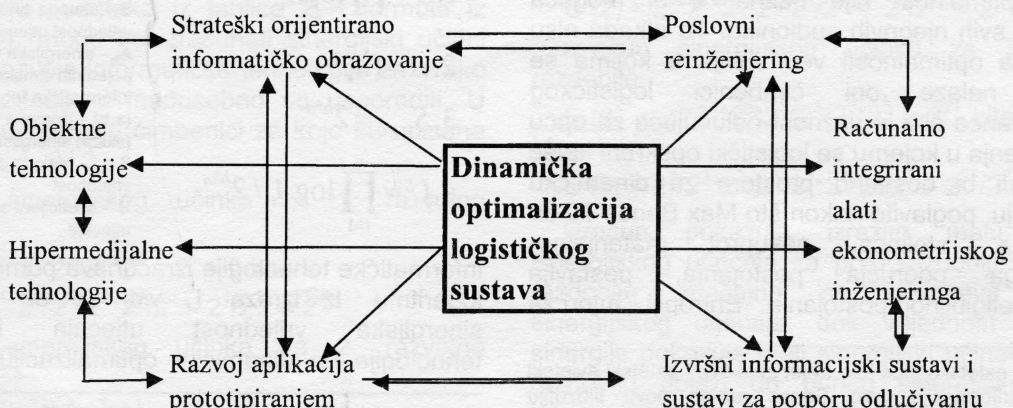 Strateški orijentirano
informatičko obrazovanje
Poslovni
reinženjering
Objektne
tehnologije
Hipermedijalne
tehnologije
Dinamička
optimalizacija
logističkog
sustava
Računalno
integrirani
alati
ekonometrijskog
inženjeringa
Razvoj aplikacija
prototipiranjem
Izvršni informacijski sustavi i
sustavi za potporu odlučivanju